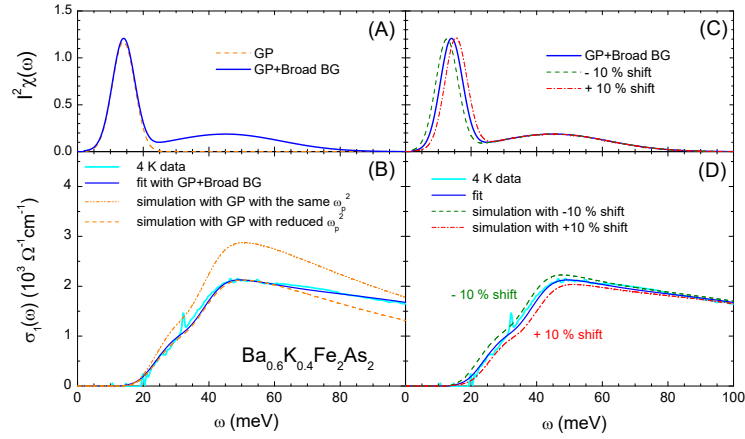 (A)
I²χ(ω)
1.5
1.0
0.5
0.0
GP
GP+Broad BG
(C)
GP+Broad BG
- 10 % shift
+ 10 % shift
(B)
σ₁(ω) (10³ Ω⁻¹cm⁻¹)
4
3
2
1
0
4 K data
fit with GP+Broad BG
simulation with GP with the same ωₚ²
simulation with GP with reduced ωₚ²
Ba₀.₆K₀.₄Fe₂As₂
0 20 40 60 80
ω (meV)
(D)
4 K data
fit
simulation with -10 % shift
simulation with +10 % shift
- 10 % shift
+ 10 % shift
0 20 40 60 80 100
ω (meV)